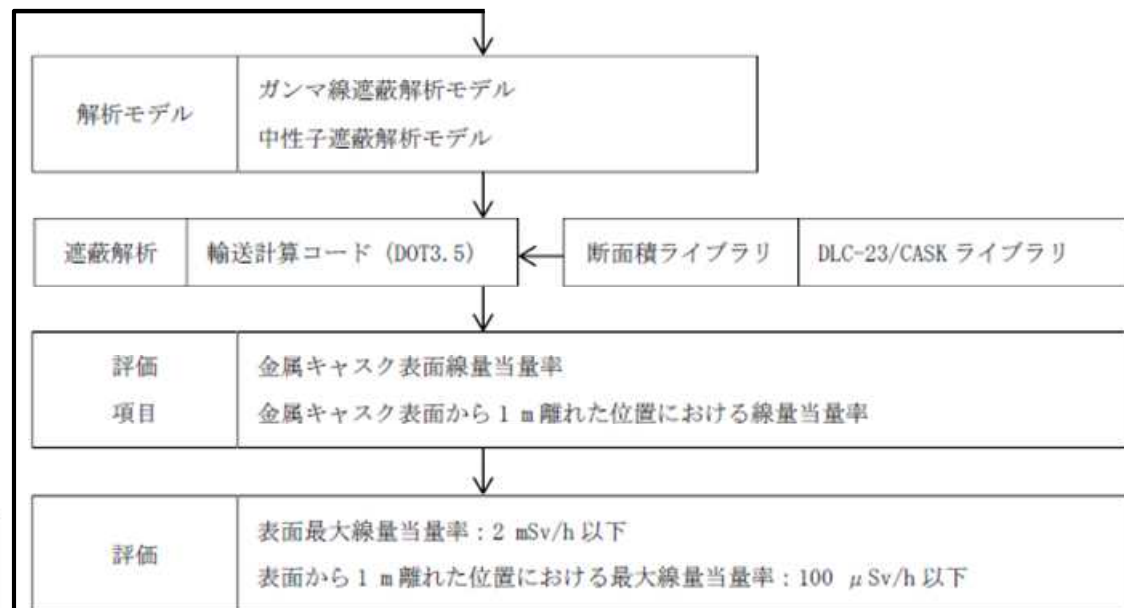 解析モデル
ガンマ線遮蔽解析モデル
中性子遮蔽解析モデル
遮蔽解析
輸送計算コード（DOT3.5）
断面積ライブラリ
DLC-23/CASK ライブラリ
評価
項目
金属キャスク表面線量当量率
金属キャスク表面から 1 m 離れた位置における線量当量率
評価
表面最大線量当量率：2 mSv/h 以下
表面から 1 m 離れた位置における最大線量当量率：100 μSv/h 以下